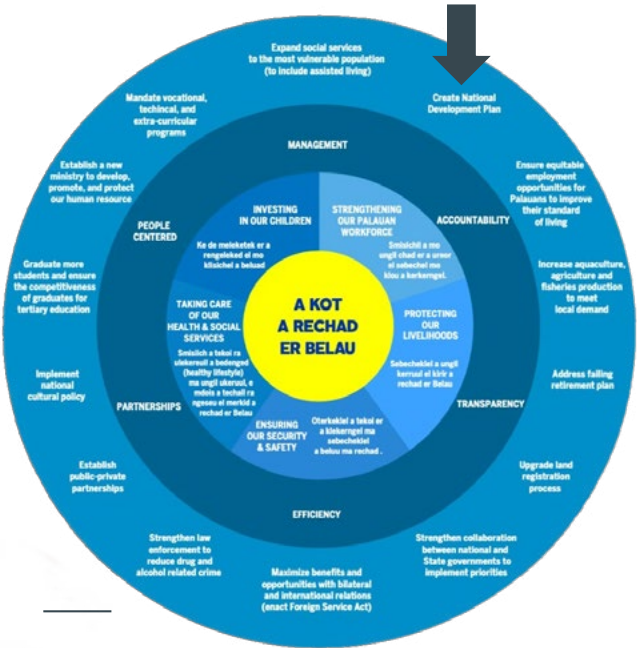 Expand social services
to the most vulnerable population
(to include assisted living)
Create National
Development Plan
Ensure equitable
employment
opportunities for
Palauans to improve
their standard
of living
Increase aquaculture,
agriculture and
fisheries production
to meet
local demand
Address failing
retirement plan
Upgrade land
registration
process
Strengthen collaboration
between national and
State governments to
implement priorities
Maximize benefits and
opportunities with bilateral
and international relations
(enact Foreign Service Act)
Strengthen law
enforcement to
reduce drug and
alcohol related crime
Establish
public-private
partnerships
Implement
national
cultural policy
Graduate more
students and ensure
the competitiveness
of graduates for
tertiary education
Establish a new
ministry to develop,
promote, and protect
our human resource
Mandate vocational,
techincal, and
extra-curricular
programs
MANAGEMENT
ACCOUNTABILITY
TRANSPARENCY
EFFICIENCY
PARTNERSHIPS
PEOPLE
CENTERED
INVESTING
IN OUR CHILDREN
Ke de meleketek er a
rengeleked el mo
klisichel a beluad
STRENGTHENING
OUR PALAUAN
WORKFORCE
Smisichii a mo
ungil chad er a ureor
el sebechel mo
klou a kerkerngel.
PROTECTING
OUR
LIVELIHOODS
Sebechekiel a ungil
kerruul el kirir a
rechad er Belau
ENSURING
OUR SECURITY
& SAFETY
Oterkeklel a tekoi er
a klekerngel ma
sebechekiel
a beluu ma rechad .
TAKING CARE
OF OUR
HEALTH & SOCIAL
SERVICES
Smisiich a tekoi ra
ulekereuil a bedenged
(healthy lifestyle)
ma ungil ukeruul, e
mdois a techall ra
ngeseu el merkid a
rechad er Belau
A KOT
A RECHAD
ER BELAU